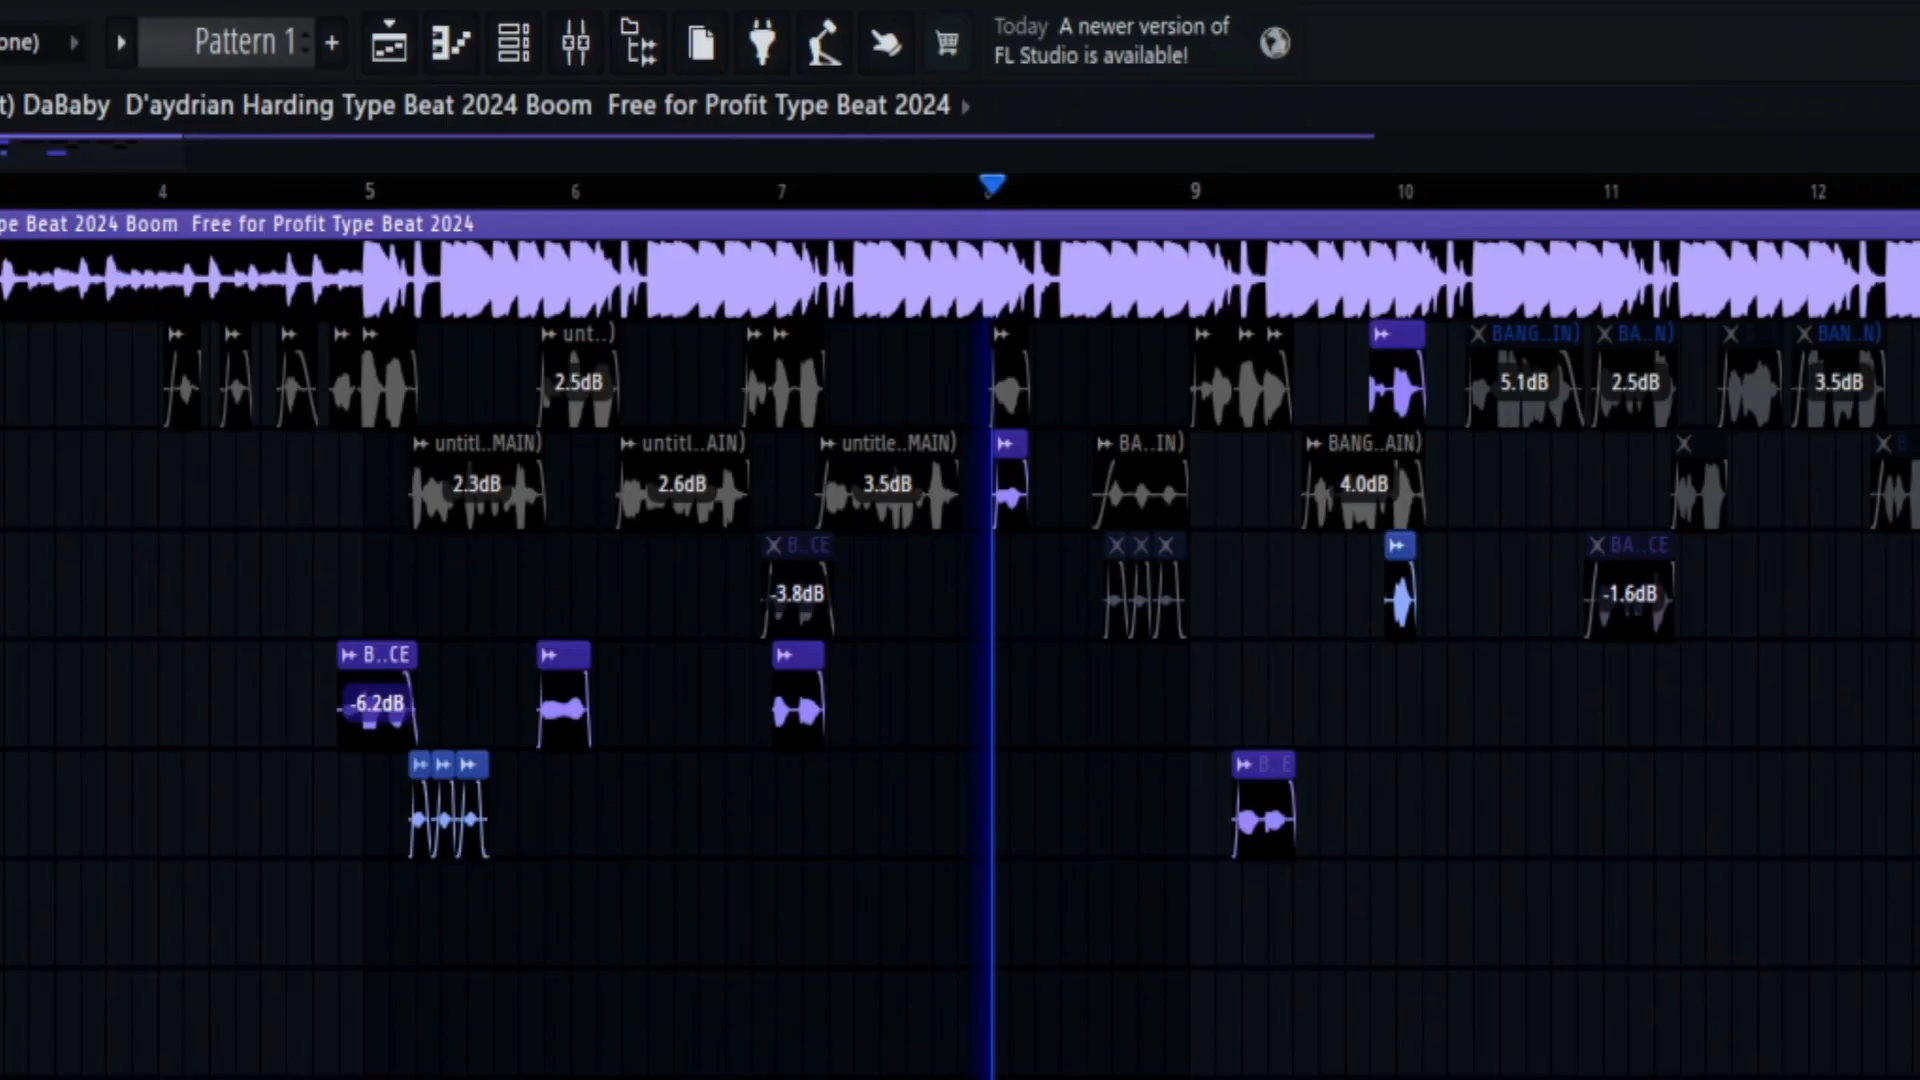 one)
Pattern 1
+
Today A newer version of
FL Studio is available!
t) DaBaby D'aydrian Harding Type Beat 2024 Boom Free for Profit Type Beat 2024
4 5 6 7 9 10 11 12
pe Beat 2024 Boom Free for Profit Type Beat 2024
unt..) BANG..IN) BA..N) BAN..N)
2.5dB 5.1dB 2.5dB 3.5dB
untitl..MAIN) untitl..AIN) untitle..MAIN) BA..IN) BANG..AIN)
2.3dB 2.6dB 3.5dB 4.0dB
B..CE BA..CE
-3.8dB -1.6dB
B..CE
-6.2dB
B..E